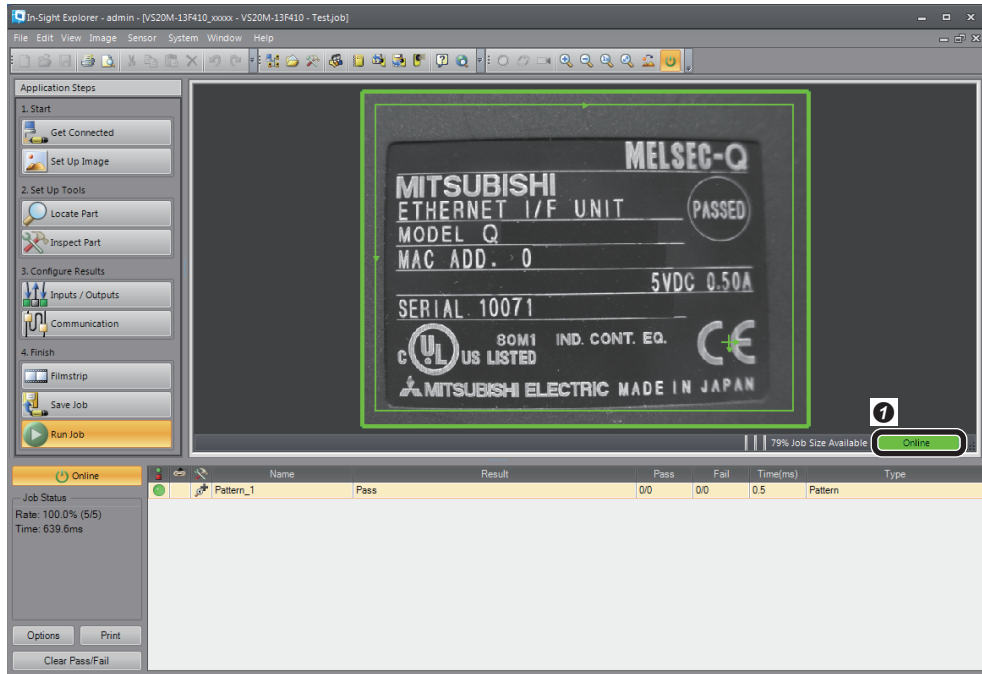 In-Sight Explorer - admin - [VS20M-13F410_xxxxx - VS20M-13F410 - Test.job]
File Edit View Image Sensor System Window Help
Application Steps
1. Start
Get Connected
Set Up Image
2. Set Up Tools
Locate Part
Inspect Part
3. Configure Results
Inputs / Outputs
Communication
4. Finish
Filmstrip
Save Job
Run Job
MELSEC-Q
MITSUBISHI
ETHERNET I/F UNIT
PASSED
MODEL Q
MAC ADD. 0
5VDC 0.50A
SERIAL 10071
80M1 IND. CONT. EQ.
C UL US LISTED
CE
MITSUBISHI ELECTRIC MADE IN JAPAN
1
79% Job Size Available
Online
Online
Name Result Pass Fail Time(ms) Type
Pattern_1 Pass 0/0 0/0 0.5 Pattern
Job Status
Rate: 100.0% (5/5)
Time: 639.6ms
Options Print
Clear Pass/Fail